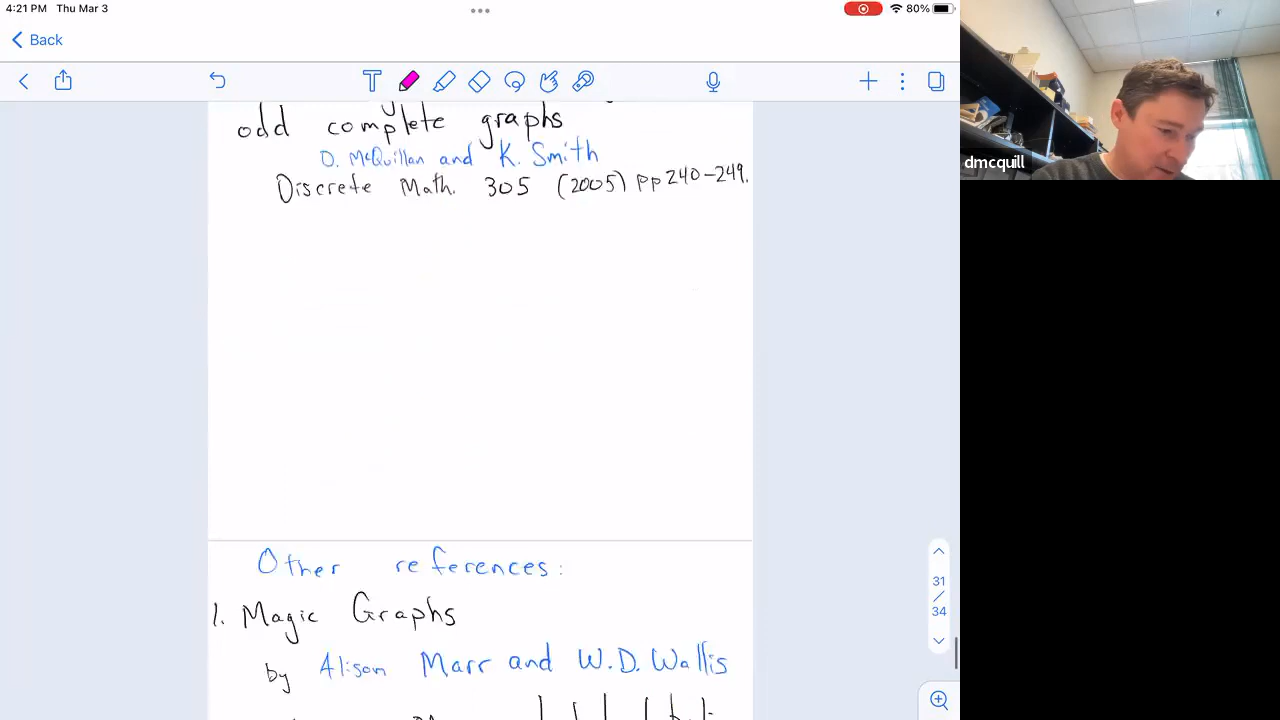 4:21 PM Thu Mar 3
80%
Back
T
odd complete graphs
D. McQuillan and K. Smith
Discrete Math. 305 (2005) pp 240-249.
Other references:
1. Magic Graphs
by Alison Marr and W.D. Wallis
31
/
34
dmcquill